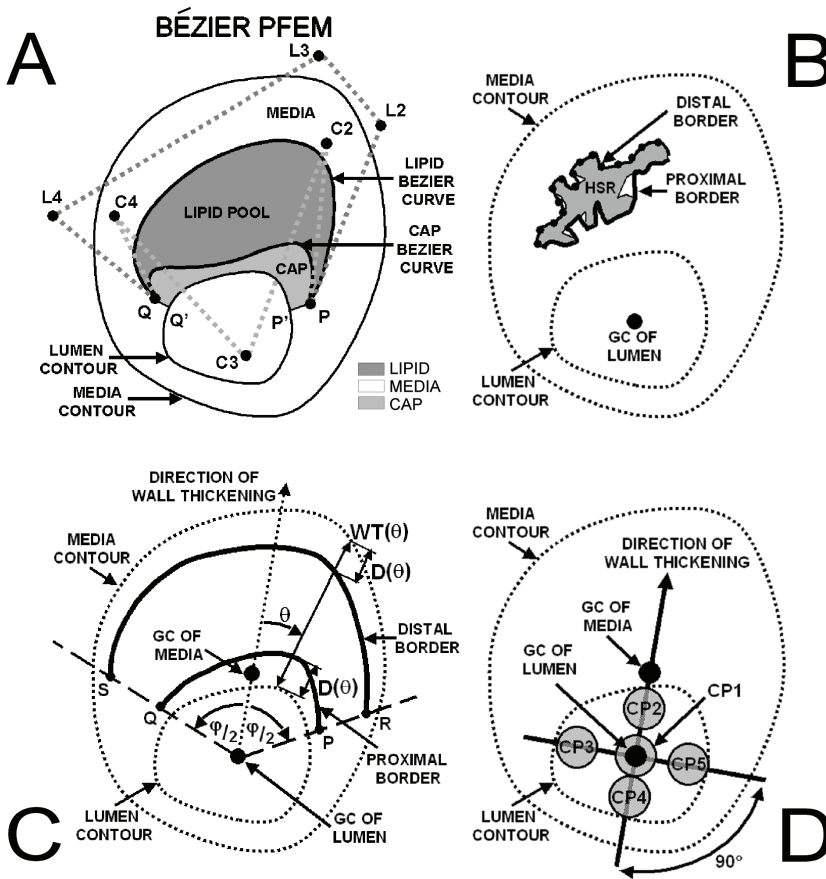 BÉZIER PFEM
A
L3
MEDIA
L2
C2
LIPID
BEZIER
CURVE
L4
C4
LIPID POOL
CAP
BEZIER
CURVE
CAP
Q
Q'
P'
P
LUMEN
CONTOUR
C3
MEDIA
CONTOUR
LIPID
MEDIA
CAP
B
MEDIA
CONTOUR
DISTAL
BORDER
HSR
PROXIMAL
BORDER
GC OF
LUMEN
LUMEN
CONTOUR
DIRECTION OF
WALL THICKENING
MEDIA
CONTOUR
WT(θ)
D(θ)
θ
GC OF
MEDIA
DISTAL
BORDER
S
Q
D(θ)
R
φ/2
φ/2
P
PROXIMAL
BORDER
LUMEN
CONTOUR
GC OF
LUMEN
C
MEDIA
CONTOUR
DIRECTION OF
WALL THICKENING
GC OF
MEDIA
GC OF
LUMEN
CP1
CP2
CP3
CP5
CP4
LUMEN
CONTOUR
90°
D